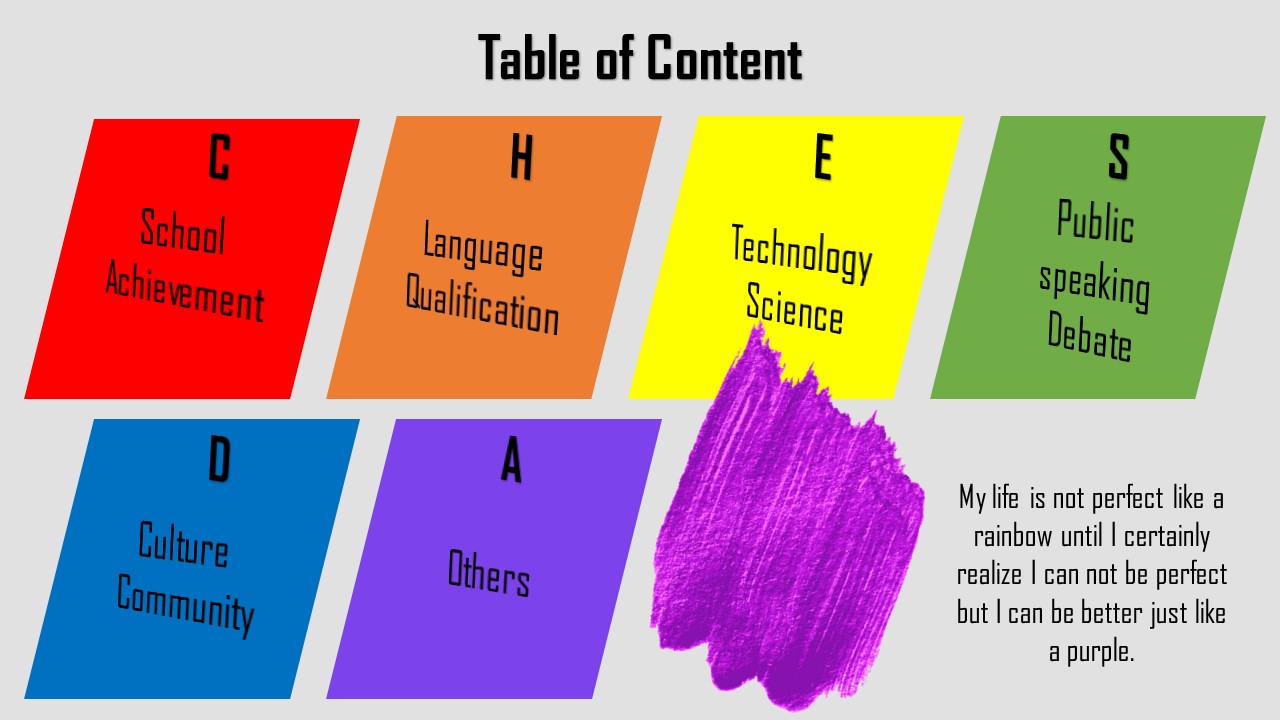 Table of Content
C
School
Achievement
H
Language
Qualification
E
Technology
Science
S
Public
speaking
Debate
D
Culture
Community
A
Others
My life is not perfect like a
rainbow until I certainly
realize I can not be perfect
but I can be better just like
a purple.